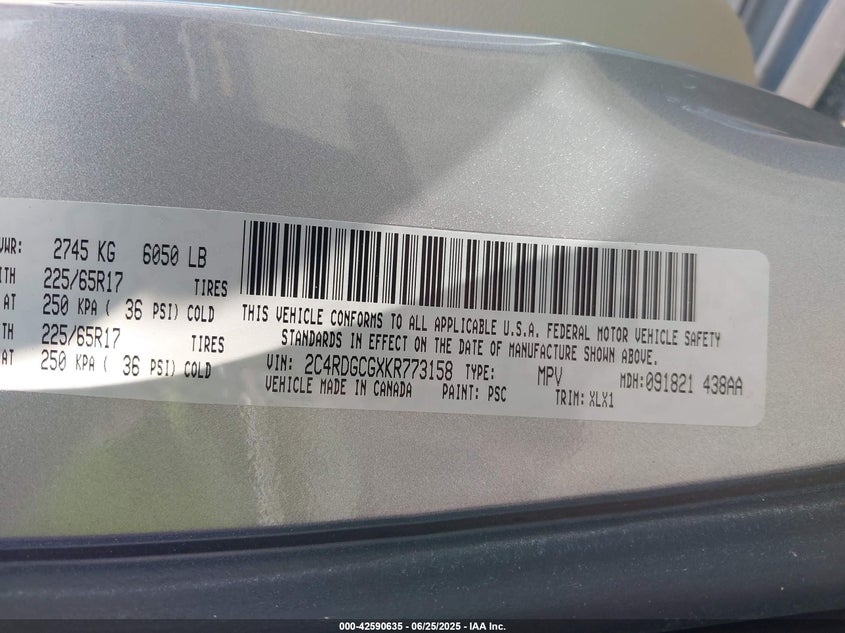 VWR: 2745 KG 6050 LB
ITH 225/65R17 TIRES
AT 250 KPA ( 36 PSI) COLD
TH 225/65R17 TIRES
AT 250 KPA ( 36 PSI) COLD
THIS VEHICLE CONFORMS TO ALL APPLICABLE U.S.A. FEDERAL MOTOR VEHICLE SAFETY
STANDARDS IN EFFECT ON THE DATE OF MANUFACTURE SHOWN ABOVE.
VIN: 2C4RDGCGXKR773158 TYPE: MPV MDH:091821 438AA
VEHICLE MADE IN CANADA PAINT: PSC TRIM: XLX1
000-42590635 - 06/25/2025 - IAA Inc.